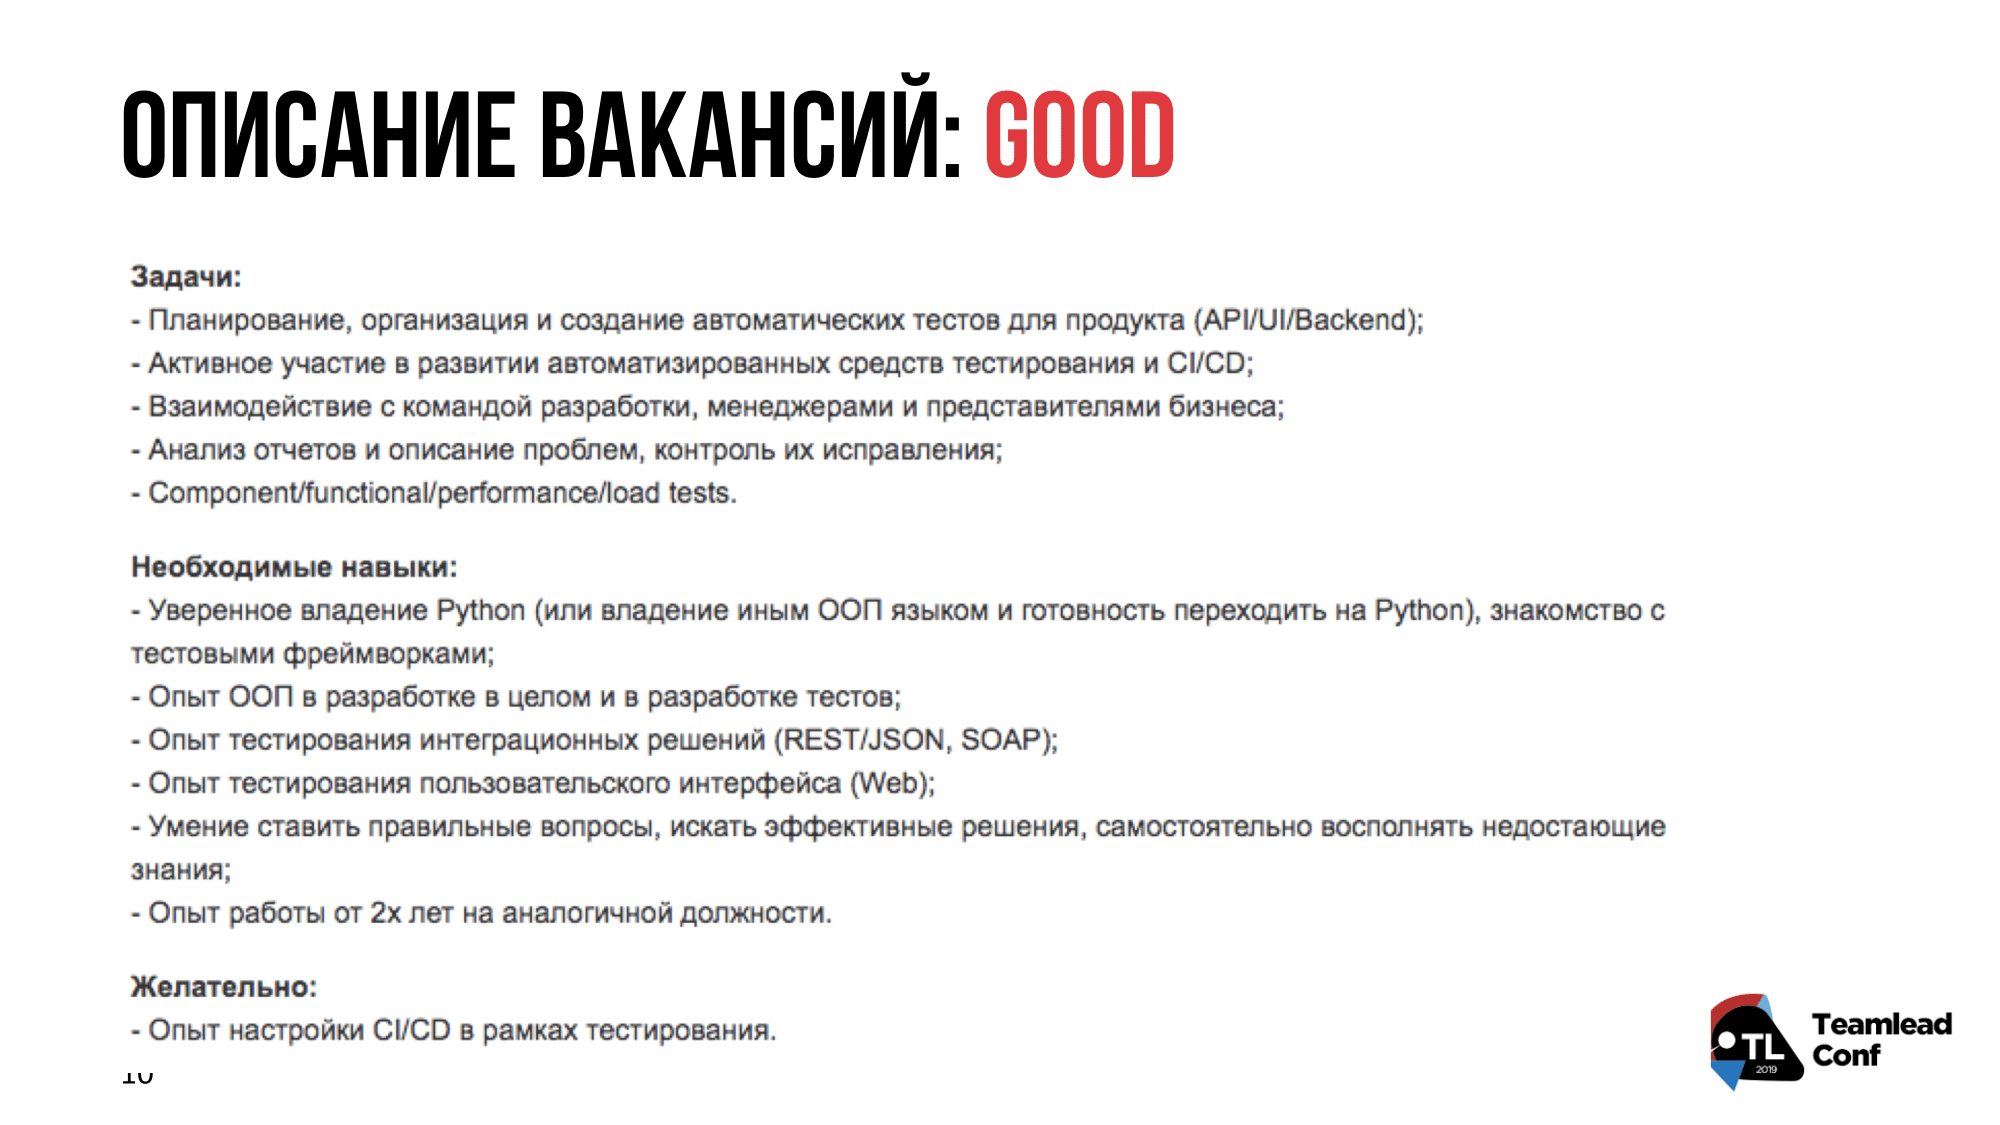 ОПИСАНИЕ ВАКАНСИЙ: GOOD
Задачи:
- Планирование, организация и создание автоматических тестов для продукта (API/UI/Backend);
- Активное участие в развитии автоматизированных средств тестирования и CI/CD;
- Взаимодействие с командой разработки, менеджерами и представителями бизнеса;
- Анализ отчетов и описание проблем, контроль их исправления;
- Component/functional/performance/load tests.
Необходимые навыки:
- Уверенное владение Python (или владение иным ООП языком и готовность переходить на Python), знакомство с
тестовыми фреймворками;
- Опыт ООП в разработке в целом и в разработке тестов;
- Опыт тестирования интеграционных решений (REST/JSON, SOAP);
- Опыт тестирования пользовательского интерфейса (Web);
- Умение ставить правильные вопросы, искать эффективные решения, самостоятельно восполнять недостающие
знания;
- Опыт работы от 2х лет на аналогичной должности.
Желательно:
- Опыт настройки CI/CD в рамках тестирования.
TL
2019
Teamlead
Conf